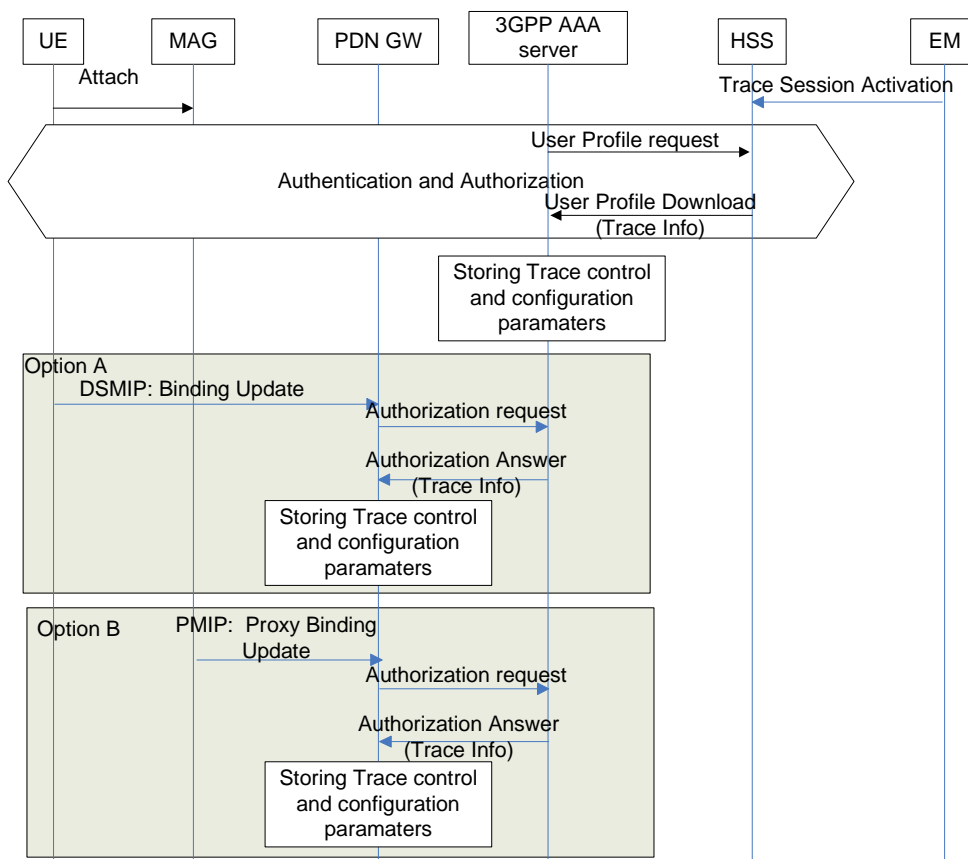 UE
MAG
PDN GW
3GPP AAA
server
HSS
EM
Attach
Trace Session Activation
User Profile request
Authentication and Authorization
User Profile Download
(Trace Info)
Storing Trace control
and configuration
paramaters
Option A
DSMIP: Binding Update
Authorization request
Authorization Answer
(Trace Info)
Storing Trace control
and configuration
paramaters
Option B
PMIP:  Proxy Binding
Update
Authorization request
Authorization Answer
(Trace Info)
Storing Trace control
and configuration
paramaters